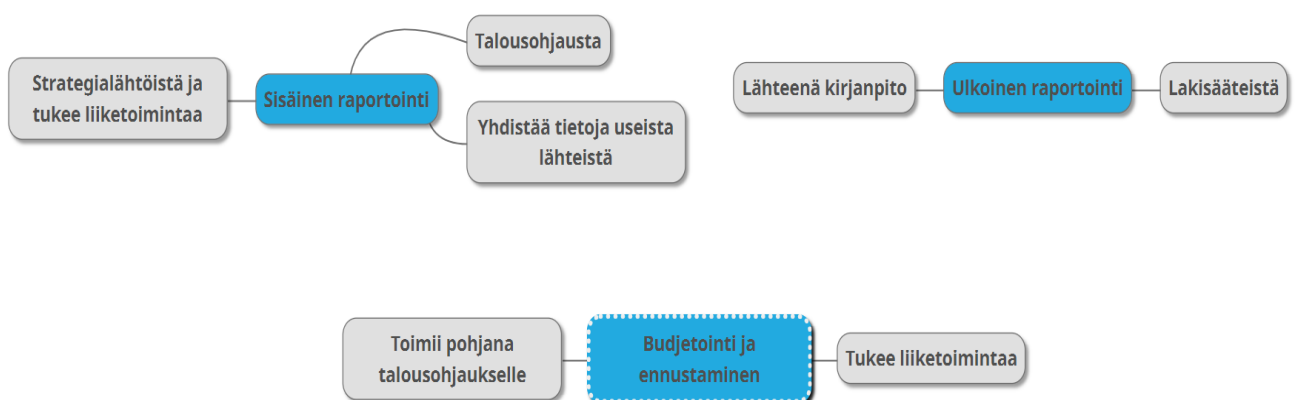 Strategialähtöistä ja
tukee liiketoimintaa
Sisäinen raportointi
Talousohjausta
Yhdistää tietoja useista
lähteistä
Lähteenä kirjanpito
Ulkoinen raportointi
Lakisääteistä
Toimii pohjana
talousohjaukselle
Budjetointi ja
ennustaminen
Tukee liiketoimintaa